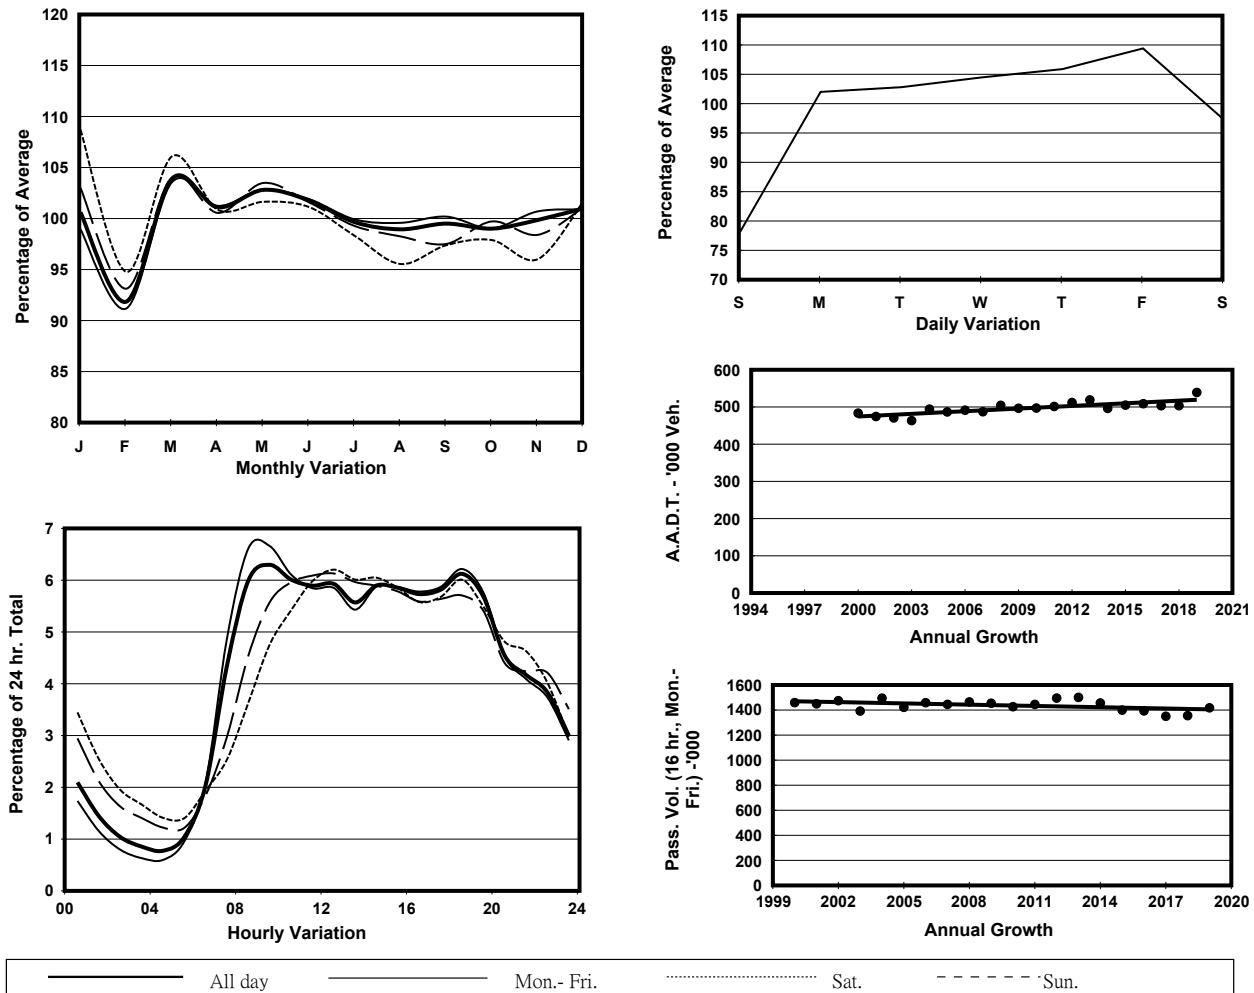 120
115
110
105
100
95
90
85
80
Percentage of Average
J F M A M J J A S O N D
Monthly Variation
115
110
105
100
95
90
85
80
75
70
Percentage of Average
S M T W T F S
Daily Variation
600
500
400
300
200
100
0
A.A.D.T. - '000 Veh.
1994 1997 2000 2003 2006 2009 2012 2015 2018 2021
Annual Growth
7
6
5
4
3
2
1
0
Percentage of 24 hr. Total
00 04 08 12 16 20 24
Hourly Variation
1600
1400
1200
1000
800
600
400
200
0
Pass. Vol. (16 hr., Mon.-
Fri.) -'000
1999 2002 2005 2008 2011 2014 2017 2020
Annual Growth
All day Mon.- Fri. Sat. Sun.